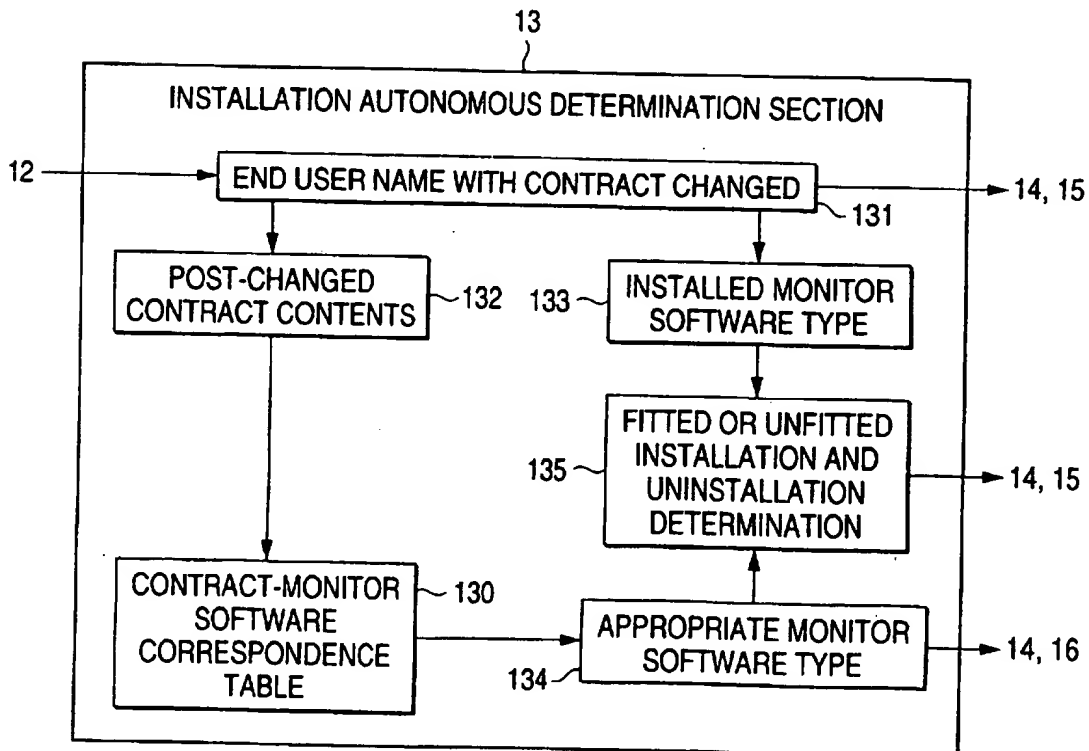 13
INSTALLATION AUTONOMOUS DETERMINATION SECTION
12
END USER NAME WITH CONTRACT CHANGED
14, 15
131
POST-CHANGED
CONTRACT CONTENTS
132
133
INSTALLED MONITOR
SOFTWARE TYPE
135
FITTED OR UNFITTED
INSTALLATION AND
UNINSTALLATION
DETERMINATION
14, 15
CONTRACT-MONITOR
SOFTWARE
CORRESPONDENCE
TABLE
130
134
APPROPRIATE MONITOR
SOFTWARE TYPE
14, 16